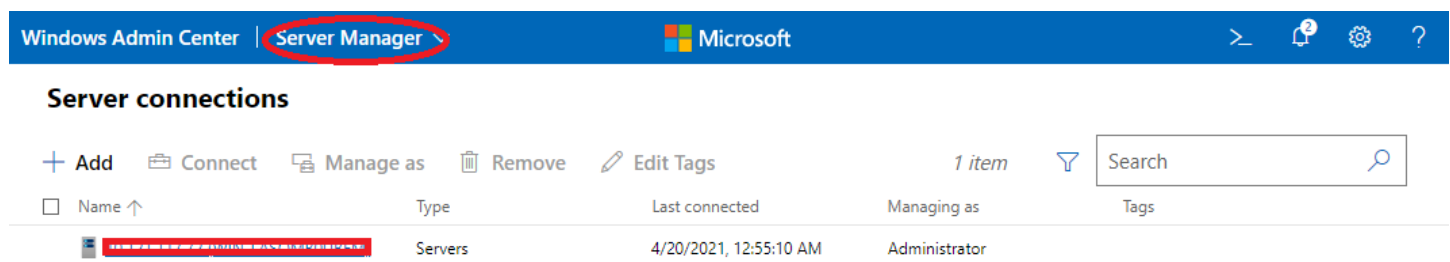 Windows Admin Center | Server Manager Microsoft >_ 2 ?
Server connections
+ Add Connect Manage as Remove Edit Tags 1 item Search
Name Type Last connected Managing as Tags
Servers 4/20/2021, 12:55:10 AM Administrator